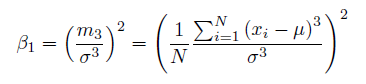 β₁ = (m₃/σ³)² = (1/N ∑ᵢ₌₁ᴺ (xᵢ − μ)³/σ³)²